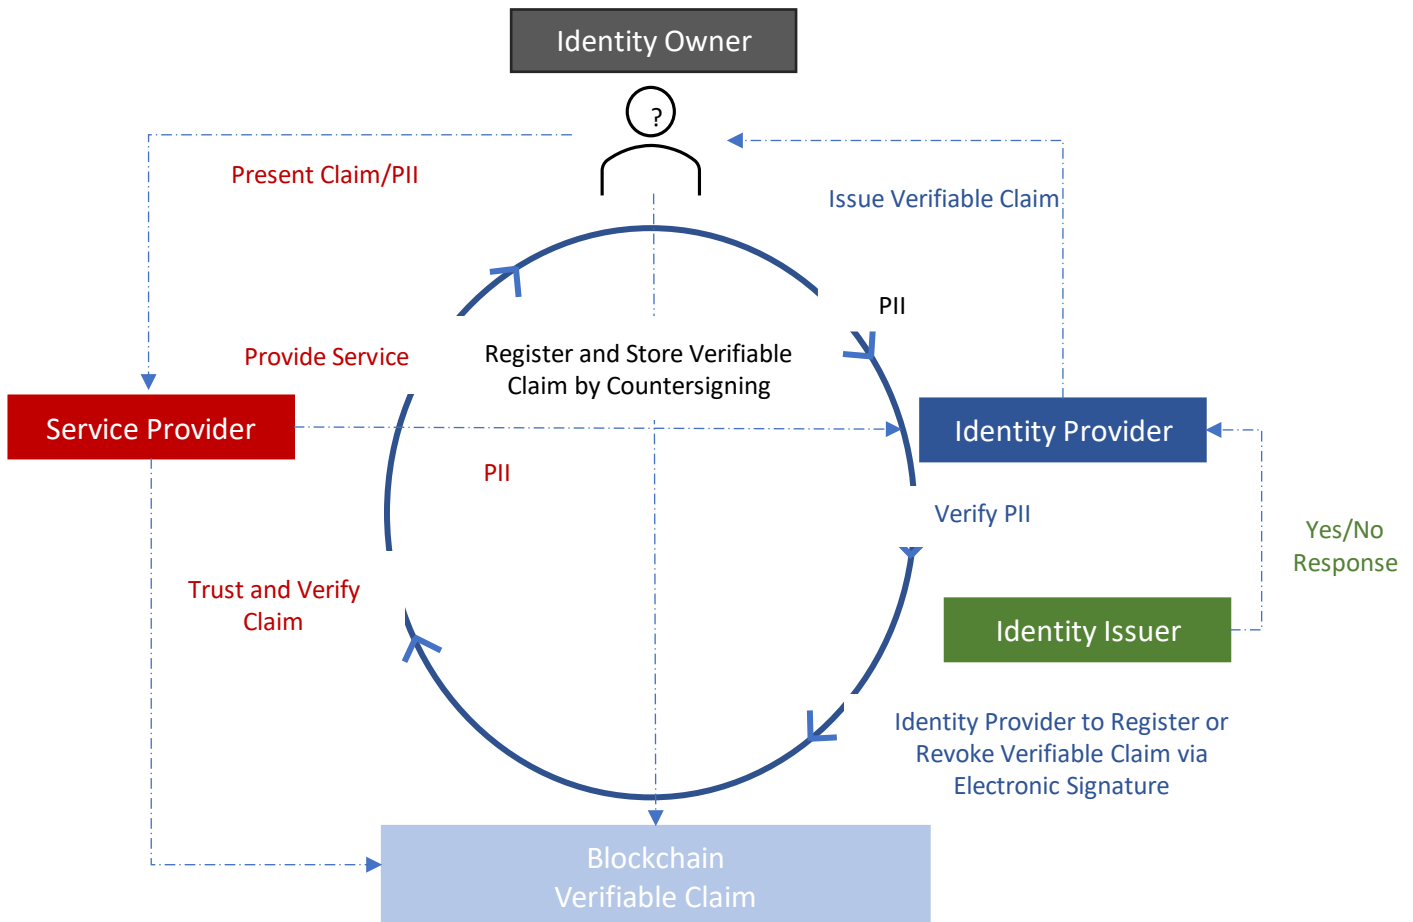 Identity Owner
?
Present Claim/PII
Issue Verifiable Claim
PII
Provide Service
Register and Store Verifiable
Claim by Countersigning
Service Provider
Identity Provider
PII
Verify PII
Yes/No
Response
Trust and Verify
Claim
Identity Issuer
Identity Provider to Register or
Revoke Verifiable Claim via
Electronic Signature
Blockchain
Verifiable Claim